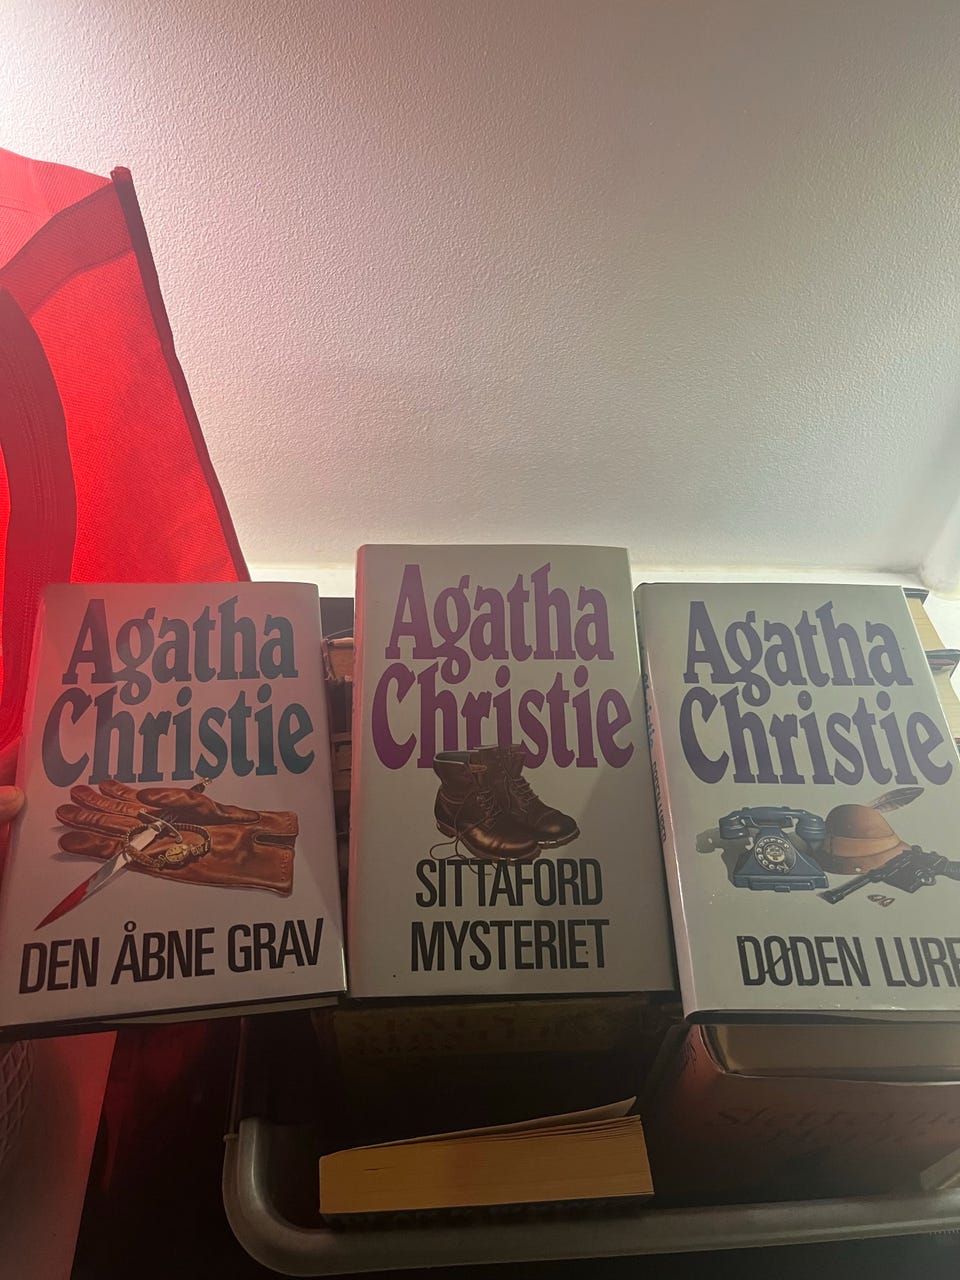 Agatha
Christie
DEN ÅBNE GRAV
Agatha
Christie
SITTAFORD
MYSTERIET
Agatha
Christie
DØDEN LURE